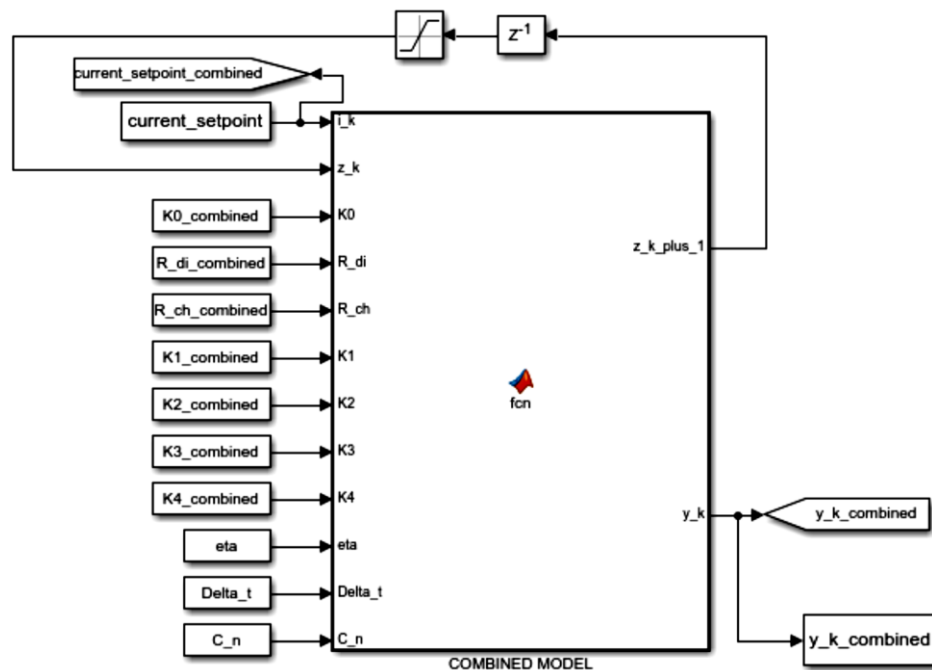 z⁻¹
current_setpoint_combined
current_setpoint
i_k
z_k
K0_combined
K0
z_k_plus_1
R_di_combined
R_di
R_ch_combined
R_ch
K1_combined
K1
K2_combined
K2
fcn
K3_combined
K3
K4_combined
K4
y_k
y_k_combined
eta
eta
Delta_t
Delta_t
C_n
C_n
y_k_combined
COMBINED MODEL